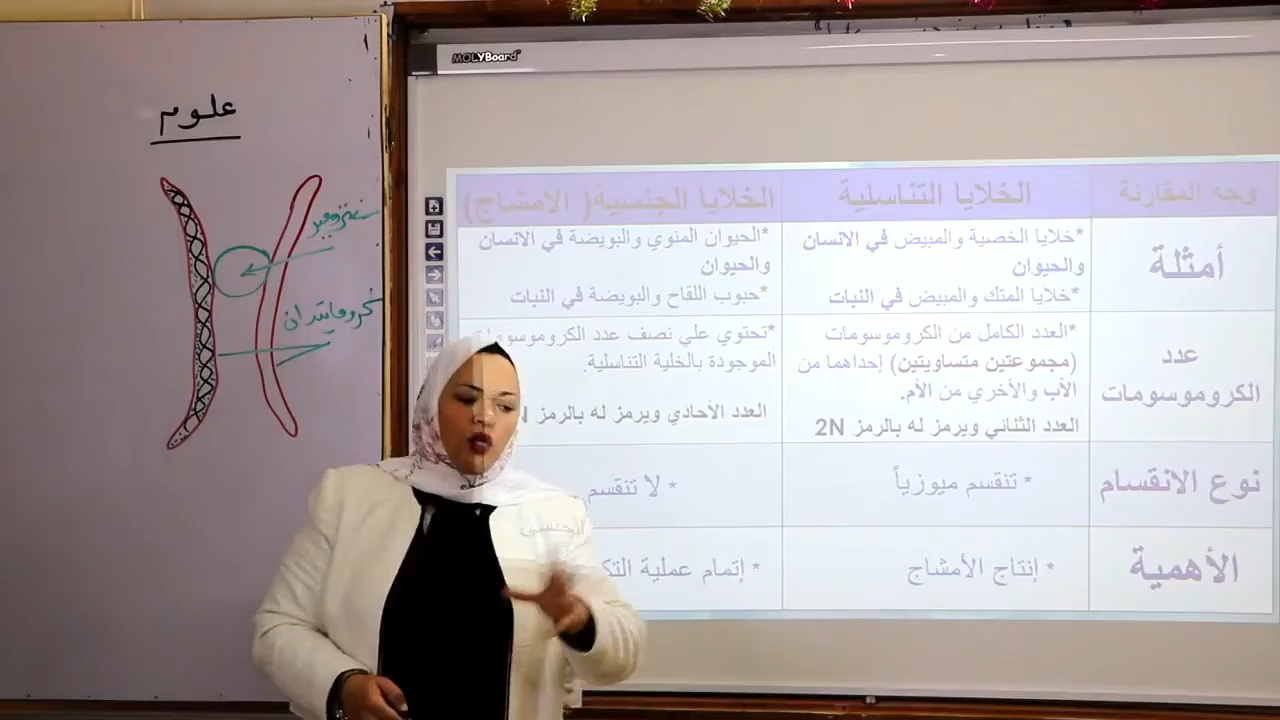 علوم
سنترومير
كروماتيدان
MOLYBoard
وجه المقارنة
الخلايا التناسلية
الخلايا الجنسية( الأمشاج)
أمثلة
*خلايا الخصية والمبيض في الانسان
والحيوان
*خلايا المتك والمبيض في النبات
*الحيوان المنوي والبويضة في الانسان
والحيوان
*حبوب اللقاح والبويضة في النبات
عدد
الكروموسومات
*العدد الكامل من الكروموسومات
(مجموعتين متساويتين) إحداهما من
الأب والأخري من الأم.
العدد الثنائي ويرمز له بالرمز 2N
*تحتوي علي نصف عدد
الموجودة بالخلية التناسلية.
العدد الأحادي ويرمز له بالرمز N
نوع الانقسام
* تنقسم ميوزياً
* لا تنقسم
الأهمية
* إنتاج الأمشاج
* إتمام عملية
الجنسي